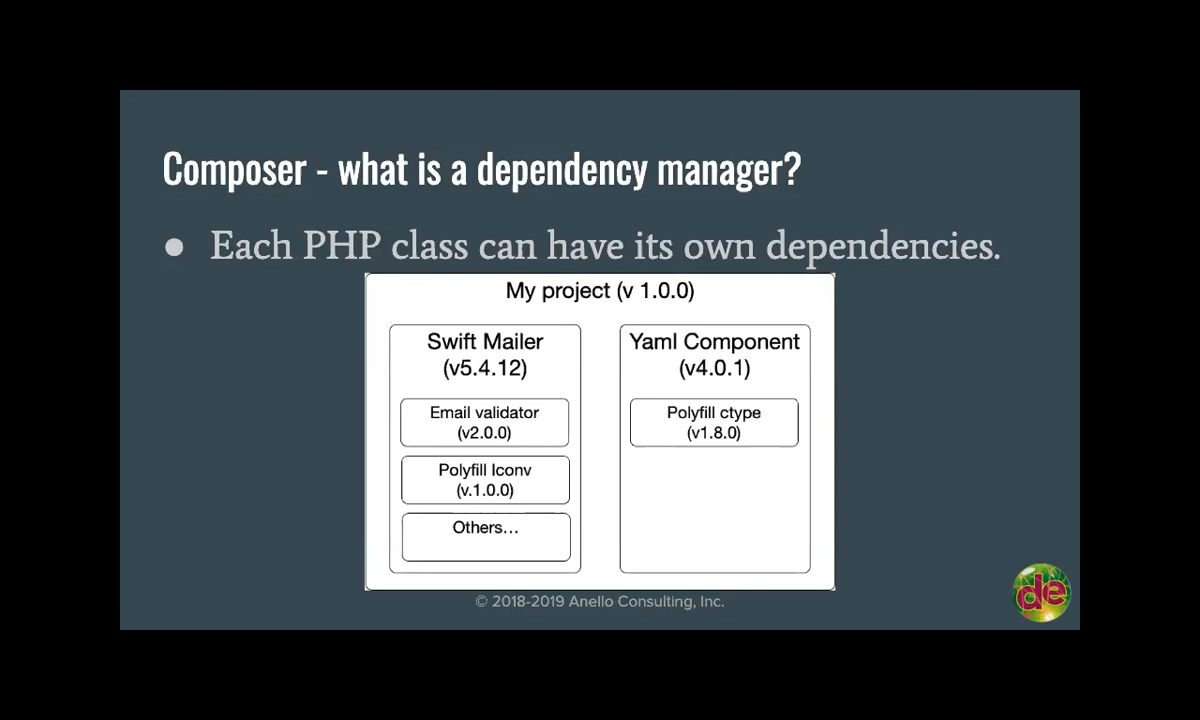 Composer - what is a dependency manager?
● Each PHP class can have its own dependencies.
My project (v 1.0.0)
Swift Mailer
(v5.4.12)
Email validator
(v2.0.0)
Polyfill Iconv
(v.1.0.0)
Others...
Yaml Component
(v4.0.1)
Polyfill ctype
(v1.8.0)
© 2018-2019 Anello Consulting, Inc.
de